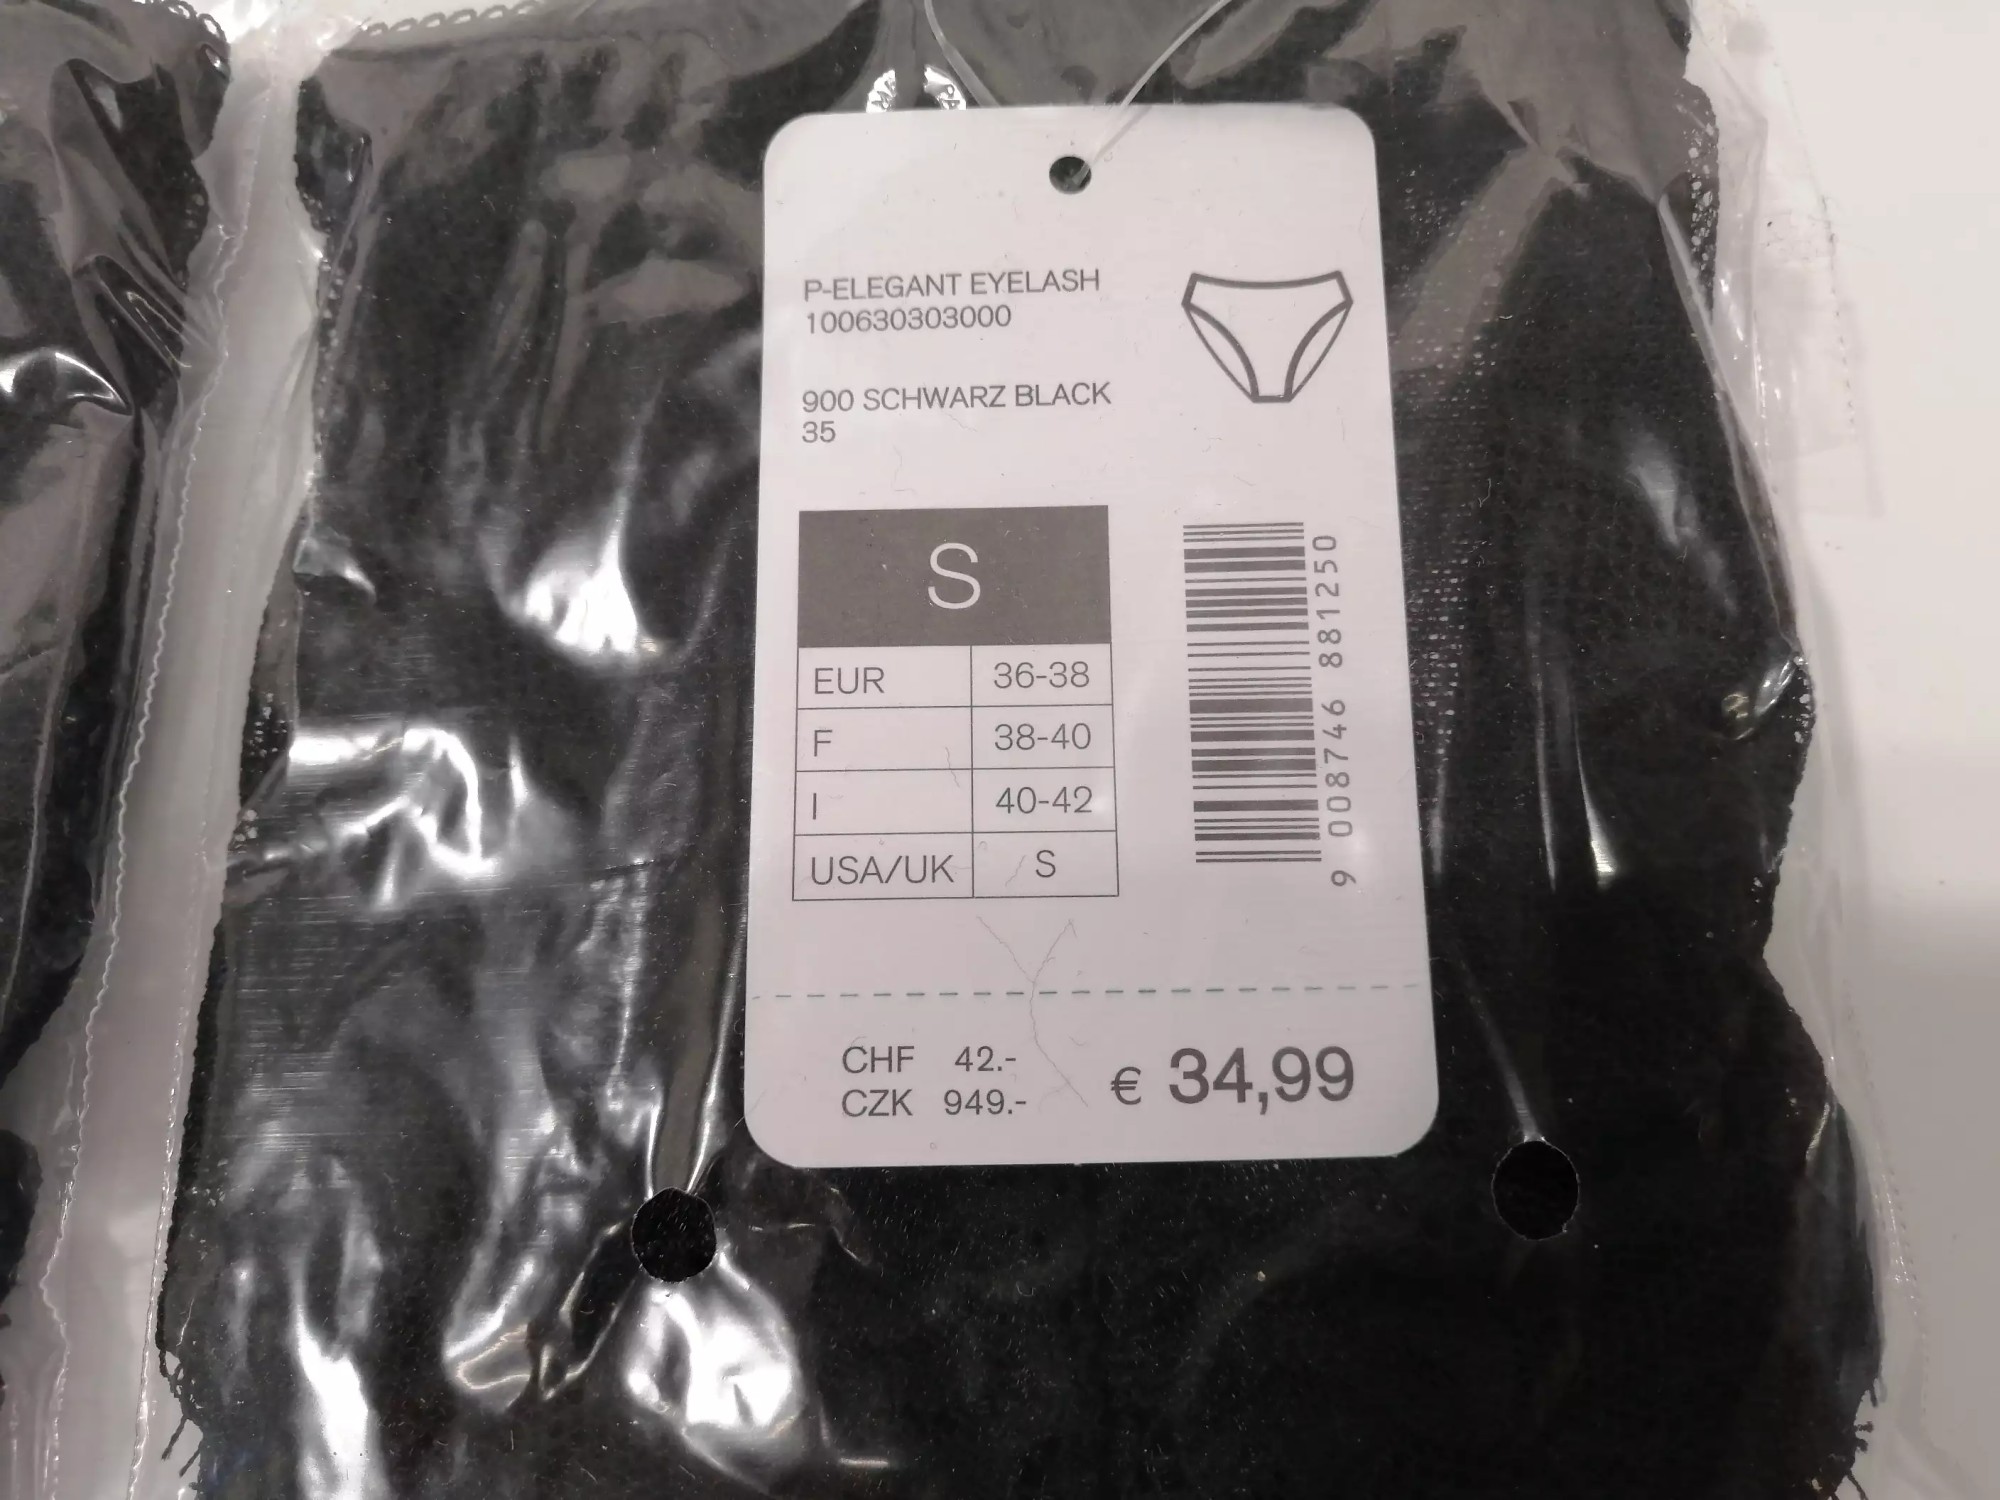 P-ELEGANT EYELASH
100630303000
900 SCHWARZ BLACK
35
S
EUR 36-38
F 38-40
I 40-42
USA/UK S
9 008746 881250
CHF 42.-
CZK 949.-
€ 34,99